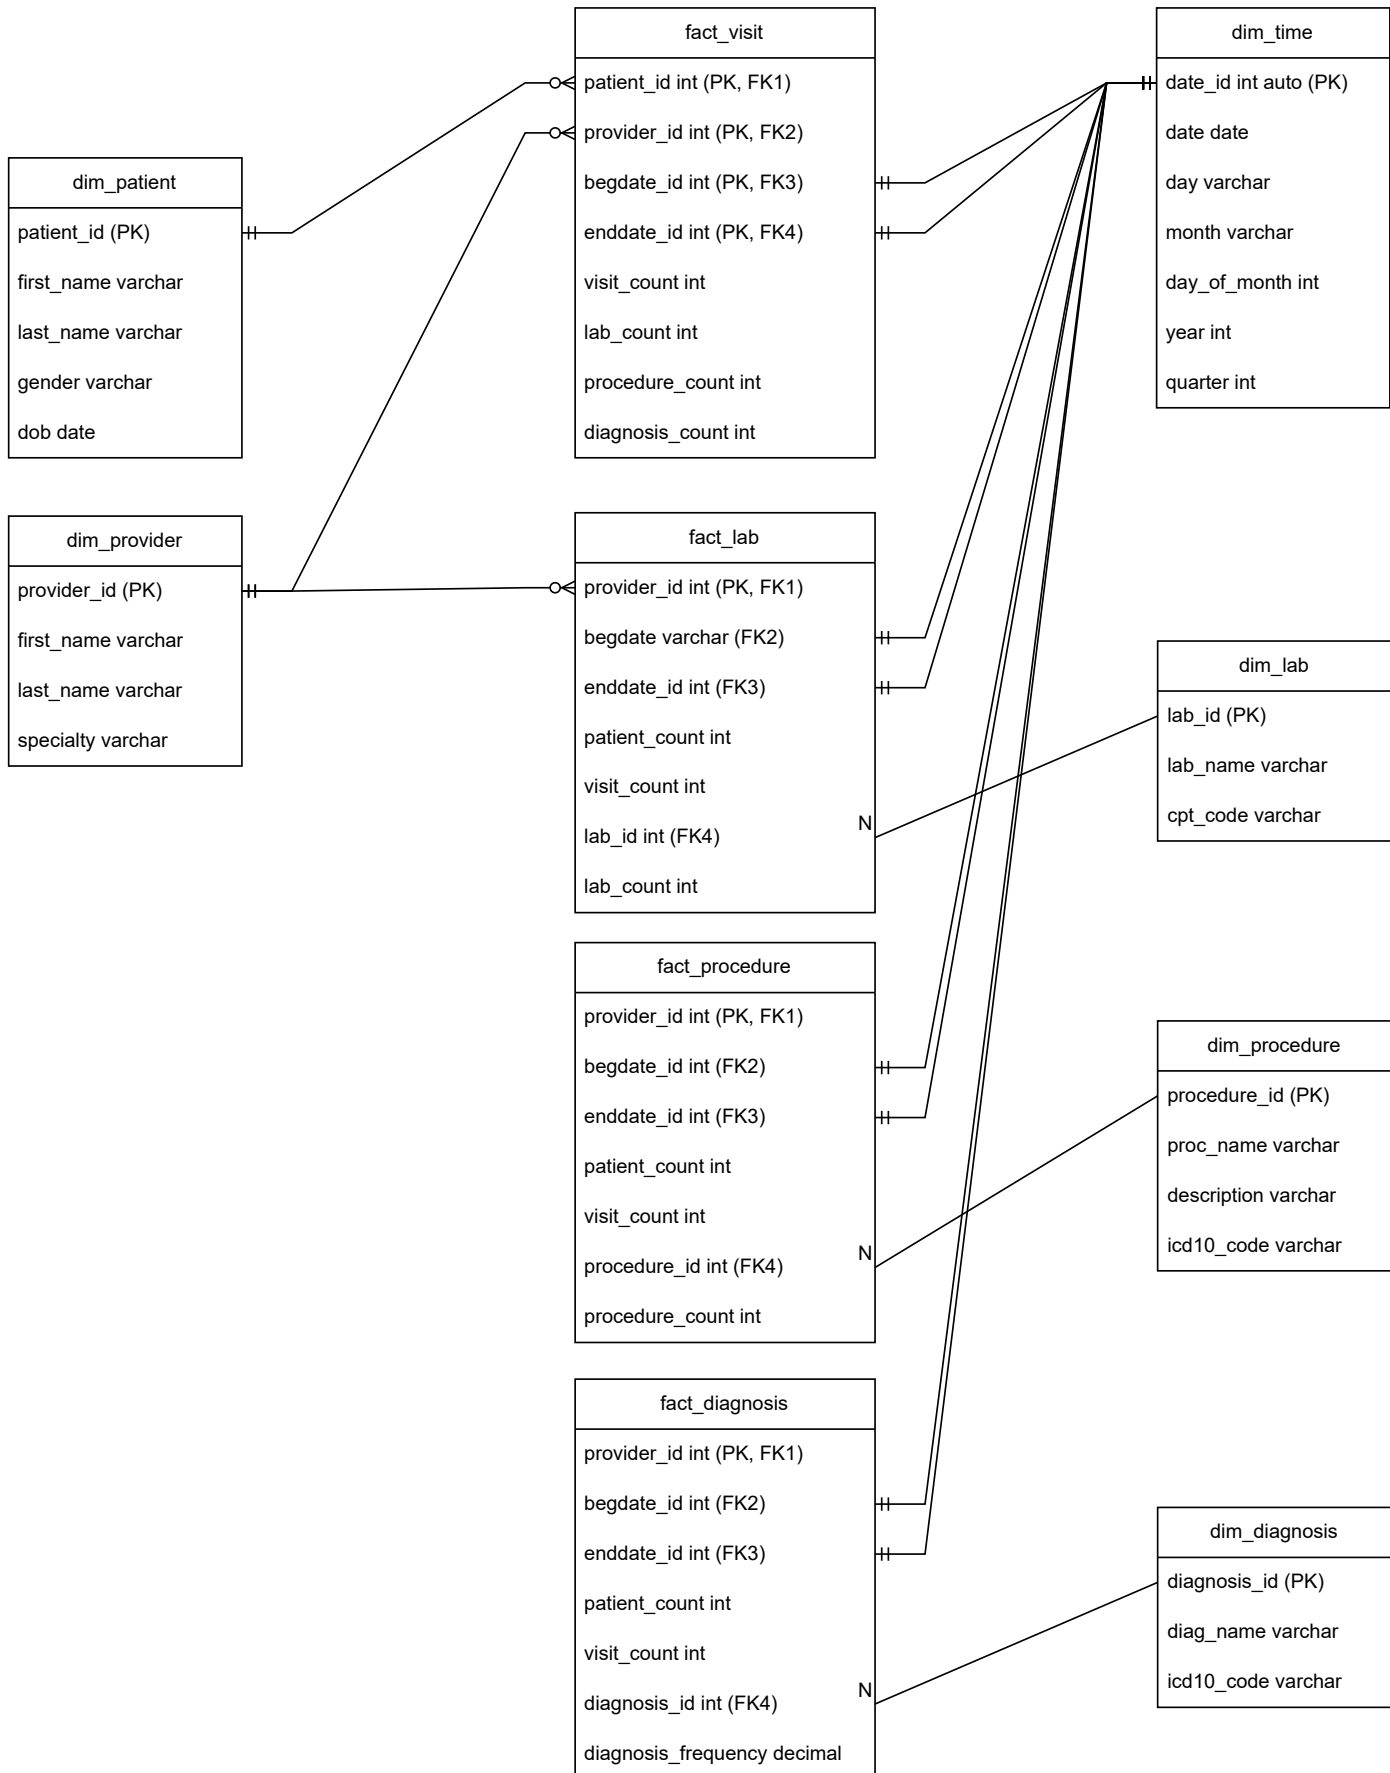 fact_visit
patient_id int (PK, FK1)
provider_id int (PK, FK2)
begdate_id int (PK, FK3)
enddate_id int (PK, FK4)
visit_count int
lab_count int
procedure_count int
diagnosis_count int
dim_time
date_id int auto (PK)
date date
day varchar
month varchar
day_of_month int
year int
quarter int
dim_patient
patient_id (PK)
first_name varchar
last_name varchar
gender varchar
dob date
dim_provider
provider_id (PK)
first_name varchar
last_name varchar
specialty varchar
fact_lab
provider_id int (PK, FK1)
begdate varchar (FK2)
enddate_id int (FK3)
patient_count int
visit_count int
lab_id int (FK4)
N
lab_count int
dim_lab
lab_id (PK)
lab_name varchar
cpt_code varchar
fact_procedure
provider_id int (PK, FK1)
begdate_id int (FK2)
enddate_id int (FK3)
patient_count int
visit_count int
procedure_id int (FK4)
N
procedure_count int
dim_procedure
procedure_id (PK)
proc_name varchar
description varchar
icd10_code varchar
fact_diagnosis
provider_id int (PK, FK1)
begdate_id int (FK2)
enddate_id int (FK3)
patient_count int
visit_count int
diagnosis_id int (FK4)
N
diagnosis_frequency decimal
dim_diagnosis
diagnosis_id (PK)
diag_name varchar
icd10_code varchar